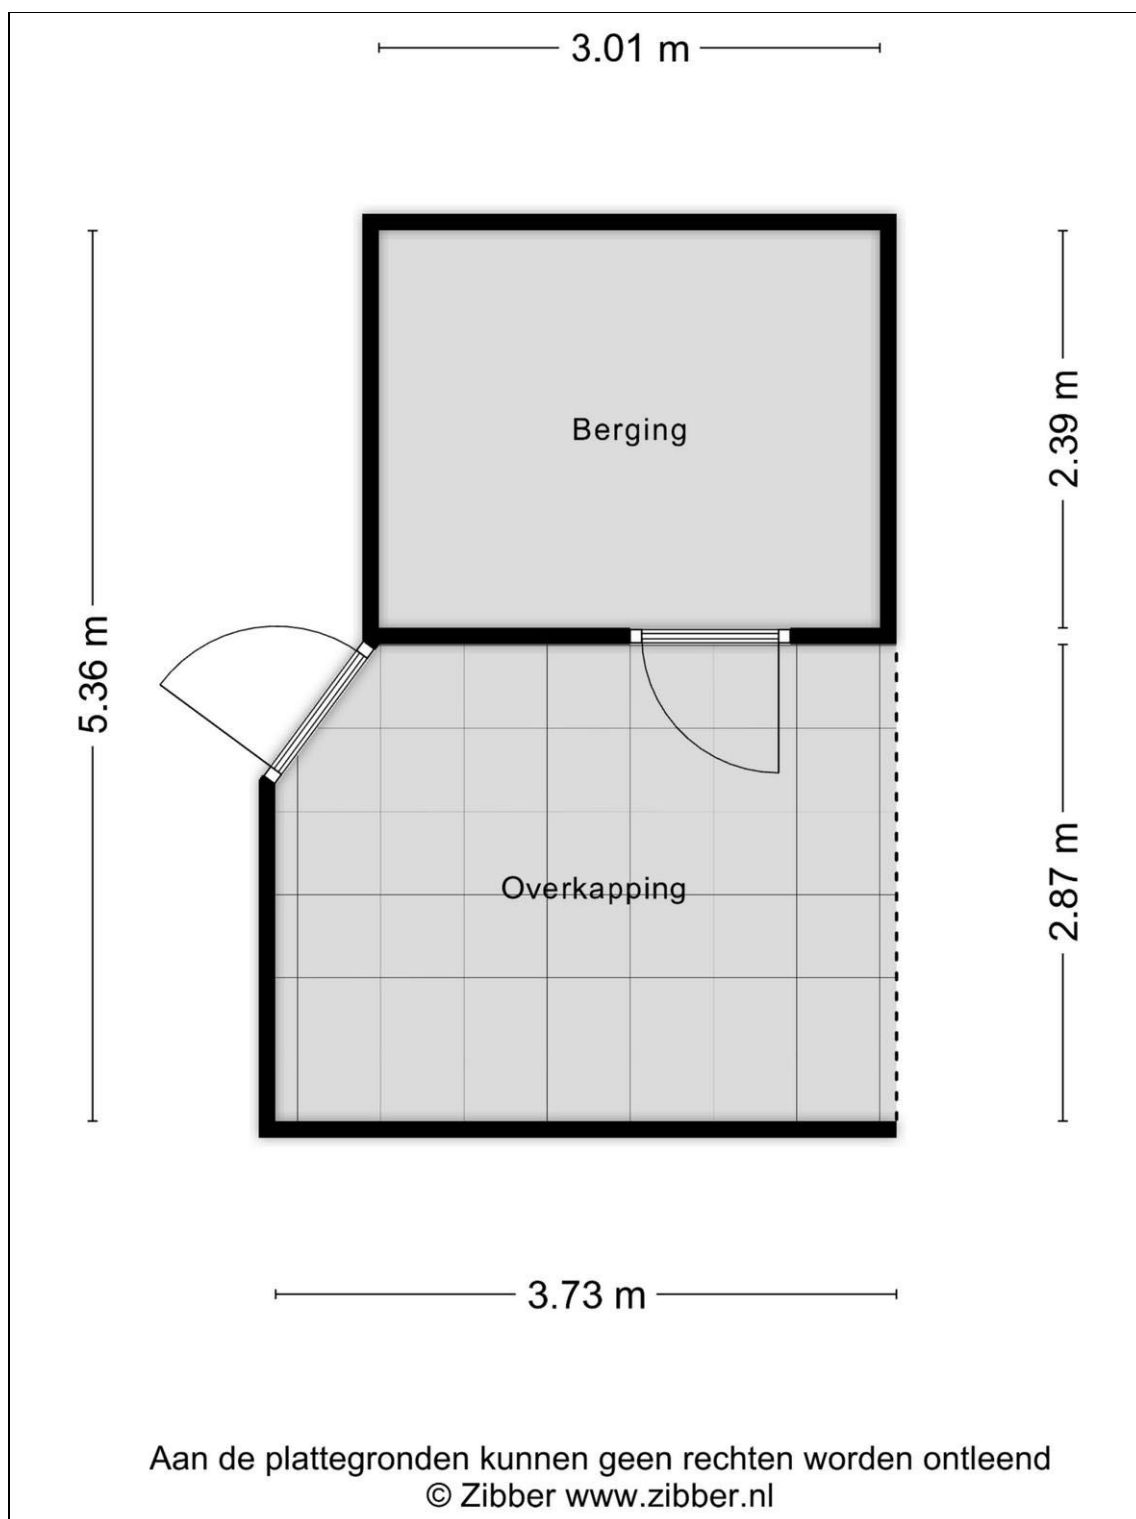 3.01 m
Berging
2.39 m
5.36 m
Overkapping
2.87 m
3.73 m
Aan de plattegronden kunnen geen rechten worden ontleend
© Zibber www.zibber.nl